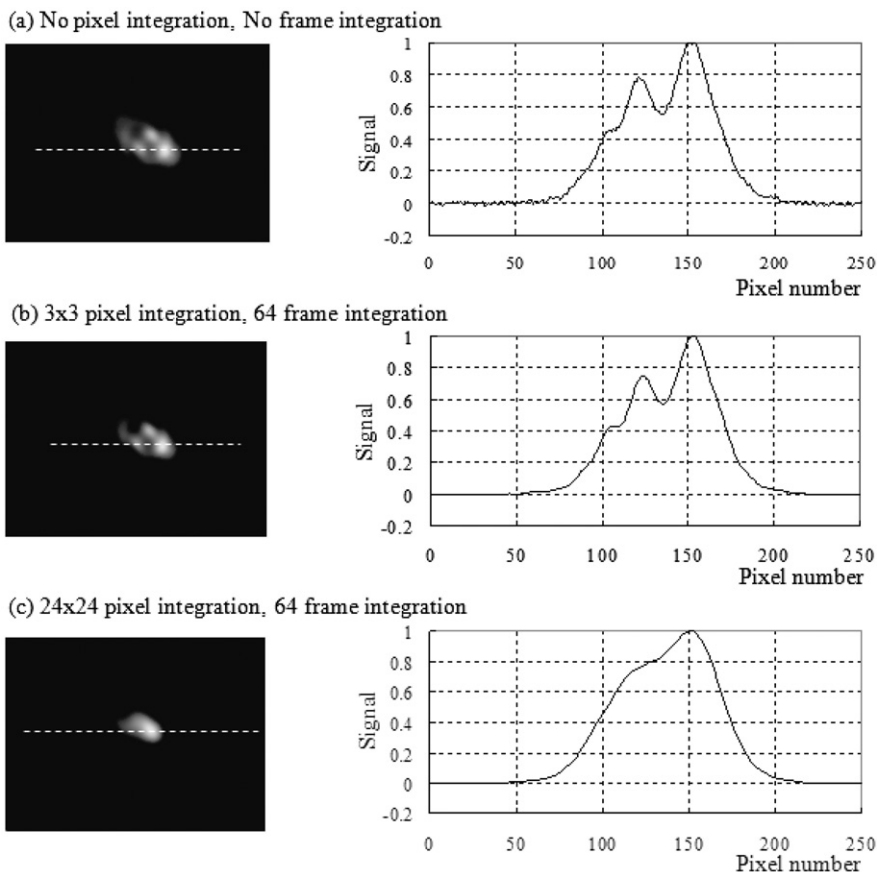 (a) No pixel integration, No frame integration
1
0.8
0.6
0.4
0.2
0
-0.2
Signal
0 50 100 150 200 250
Pixel number
(b) 3x3 pixel integration, 64 frame integration
1
0.8
0.6
0.4
0.2
0
-0.2
Signal
0 50 100 150 200 250
Pixel number
(c) 24x24 pixel integration, 64 frame integration
1
0.8
0.6
0.4
0.2
0
-0.2
Signal
0 50 100 150 200 250
Pixel number